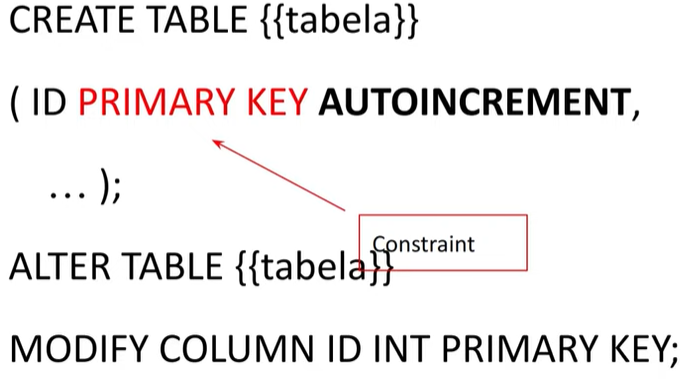 CREATE TABLE {{tabela}}
( ID PRIMARY KEY AUTOINCREMENT,
... );
Constraint
ALTER TABLE {{tabela}}
MODIFY COLUMN ID INT PRIMARY KEY;